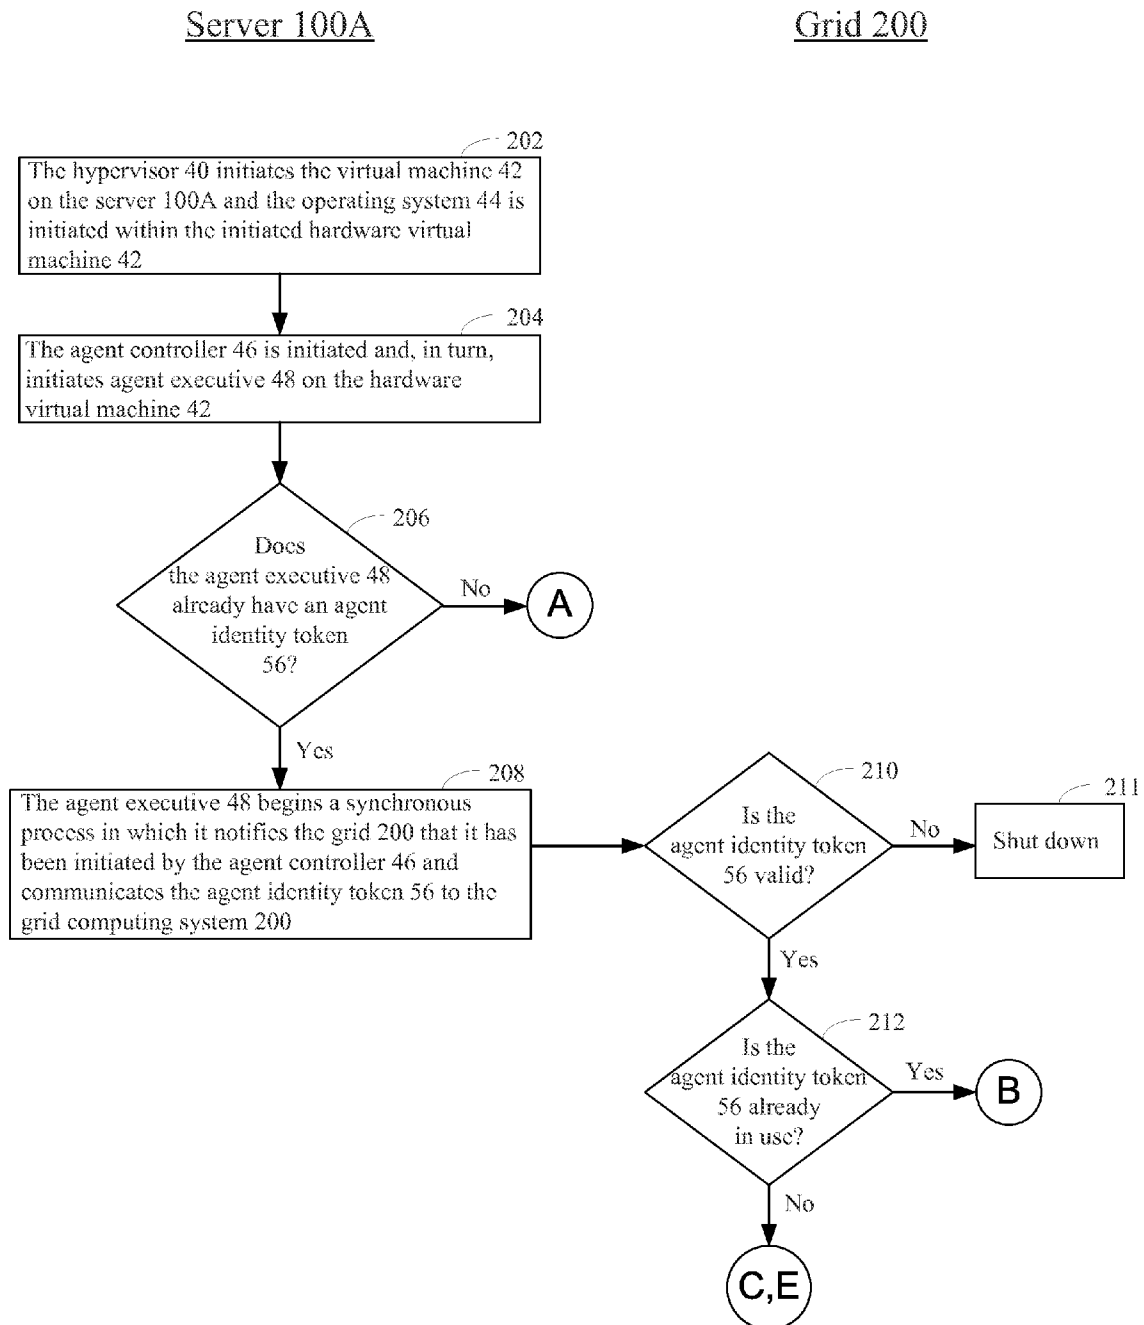 Server 100A
Grid 200
202
The hypervisor 40 initiates the virtual machine 42
on the server 100A and the operating system 44 is
initiated within the initiated hardware virtual
machine 42
204
The agent controller 46 is initiated and, in turn,
initiates agent executive 48 on the hardware
virtual machine 42
206
Does
the agent executive 48
already have an agent
identity token
56?
No
A
Yes
208
The agent executive 48 begins a synchronous
process in which it notifies the grid 200 that it has
been initiated by the agent controller 46 and
communicates the agent identity token 56 to the
grid computing system 200
210
Is the
agent identity token
56 valid?
No
211
Shut down
Yes
212
Is the
agent identity token
56 already
in use?
Yes
B
No
C,E